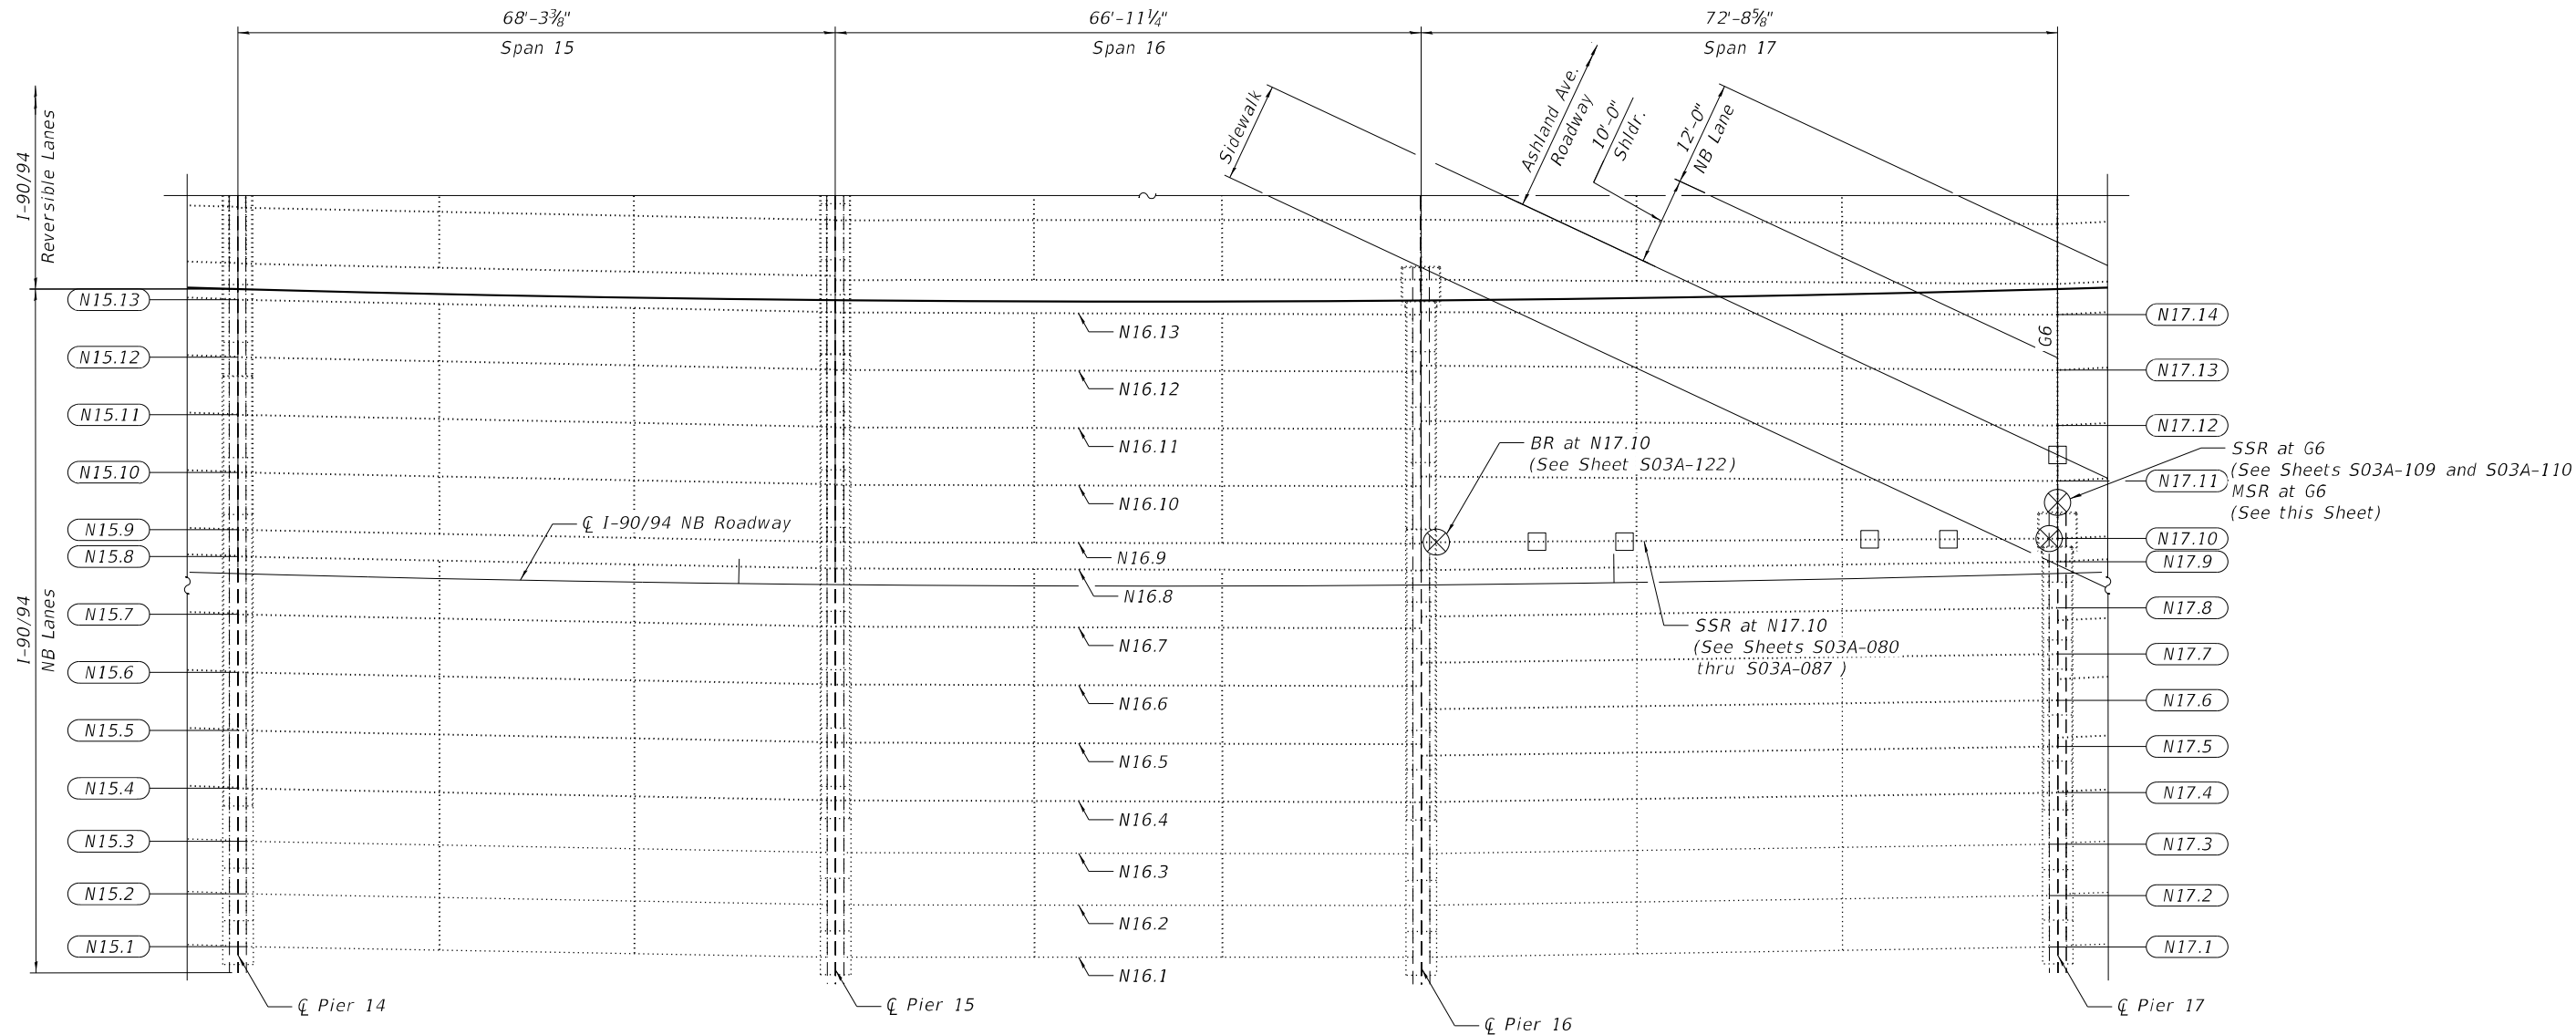 68'-3⅜"
Span 15
66'-11¼"
Span 16
72'-8⅝"
Span 17
I-90/94
Reversible Lanes
Sidewalk
Ashland Ave.
Roadway
10'-0"
Shldr.
12'-0"
NB Lane
I-90/94
NB Lanes
N15.13
N15.12
N15.11
N15.10
N15.9
N15.8
N15.7
N15.6
N15.5
N15.4
N15.3
N15.2
N15.1
N16.13
N16.12
N16.11
N16.10
N16.9
N16.8
N16.7
N16.6
N16.5
N16.4
N16.3
N16.2
N16.1
℄ I-90/94 NB Roadway
BR at N17.10
(See Sheet S03A-122)
SSR at N17.10
(See Sheets S03A-080
thru S03A-087 )
G6
N17.14
N17.13
N17.12
N17.11
N17.10
N17.9
N17.8
N17.7
N17.6
N17.5
N17.4
N17.3
N17.2
N17.1
SSR at G6
(See Sheets S03A-109 and S03A-110
MSR at G6
(See this Sheet)
℄ Pier 14
℄ Pier 15
℄ Pier 16
℄ Pier 17